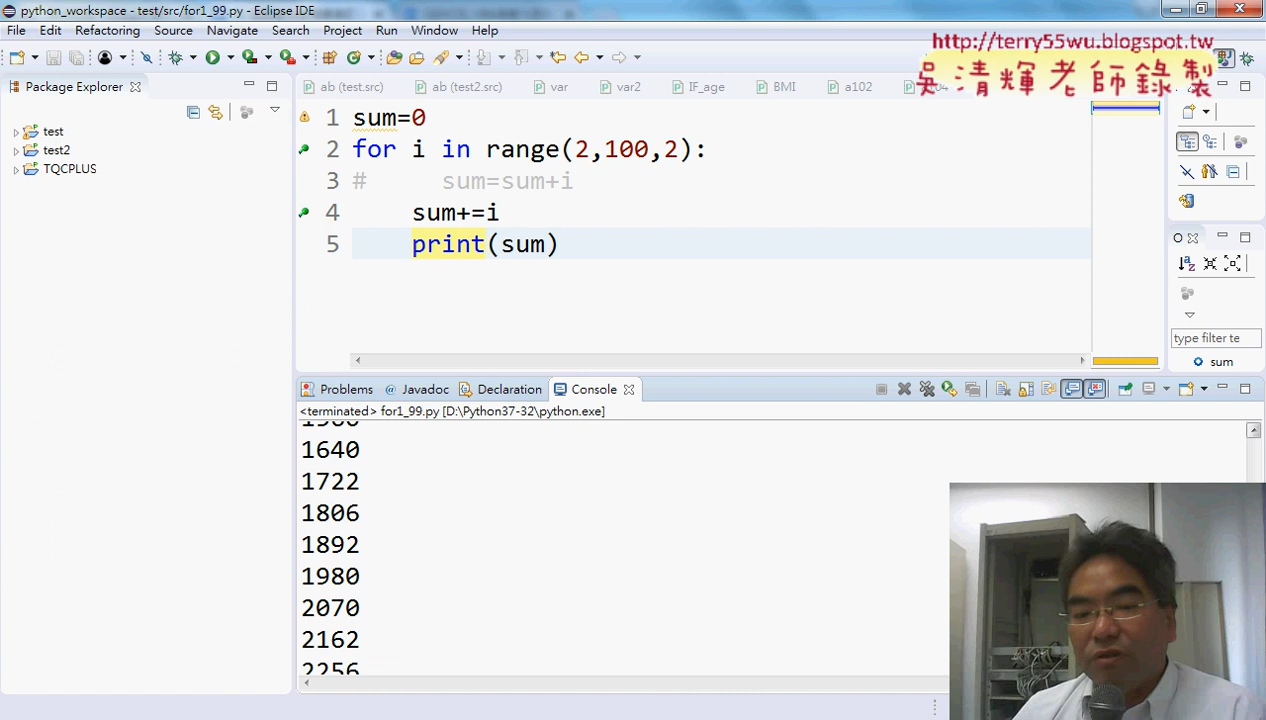 python_workspace - test/src/for1_99.py - Eclipse IDE
File Edit Refactoring Source Navigate Search Project Run Window Help
http://terry55wu.blogspot.tw
吳清輝老師錄製
Package Explorer
ab (test.src) ab (test2.src) var var2 IF_age BMI a102
test
test2
TQCPLUS
1 sum=0
2 for i in range(2,100,2):
3 # sum=sum+i
4 sum+=i
5 print(sum)
type filter te
sum
Problems @ Javadoc Declaration Console
<terminated> for1_99.py [D:\Python37-32\python.exe]
1640
1722
1806
1892
1980
2070
2162
2256